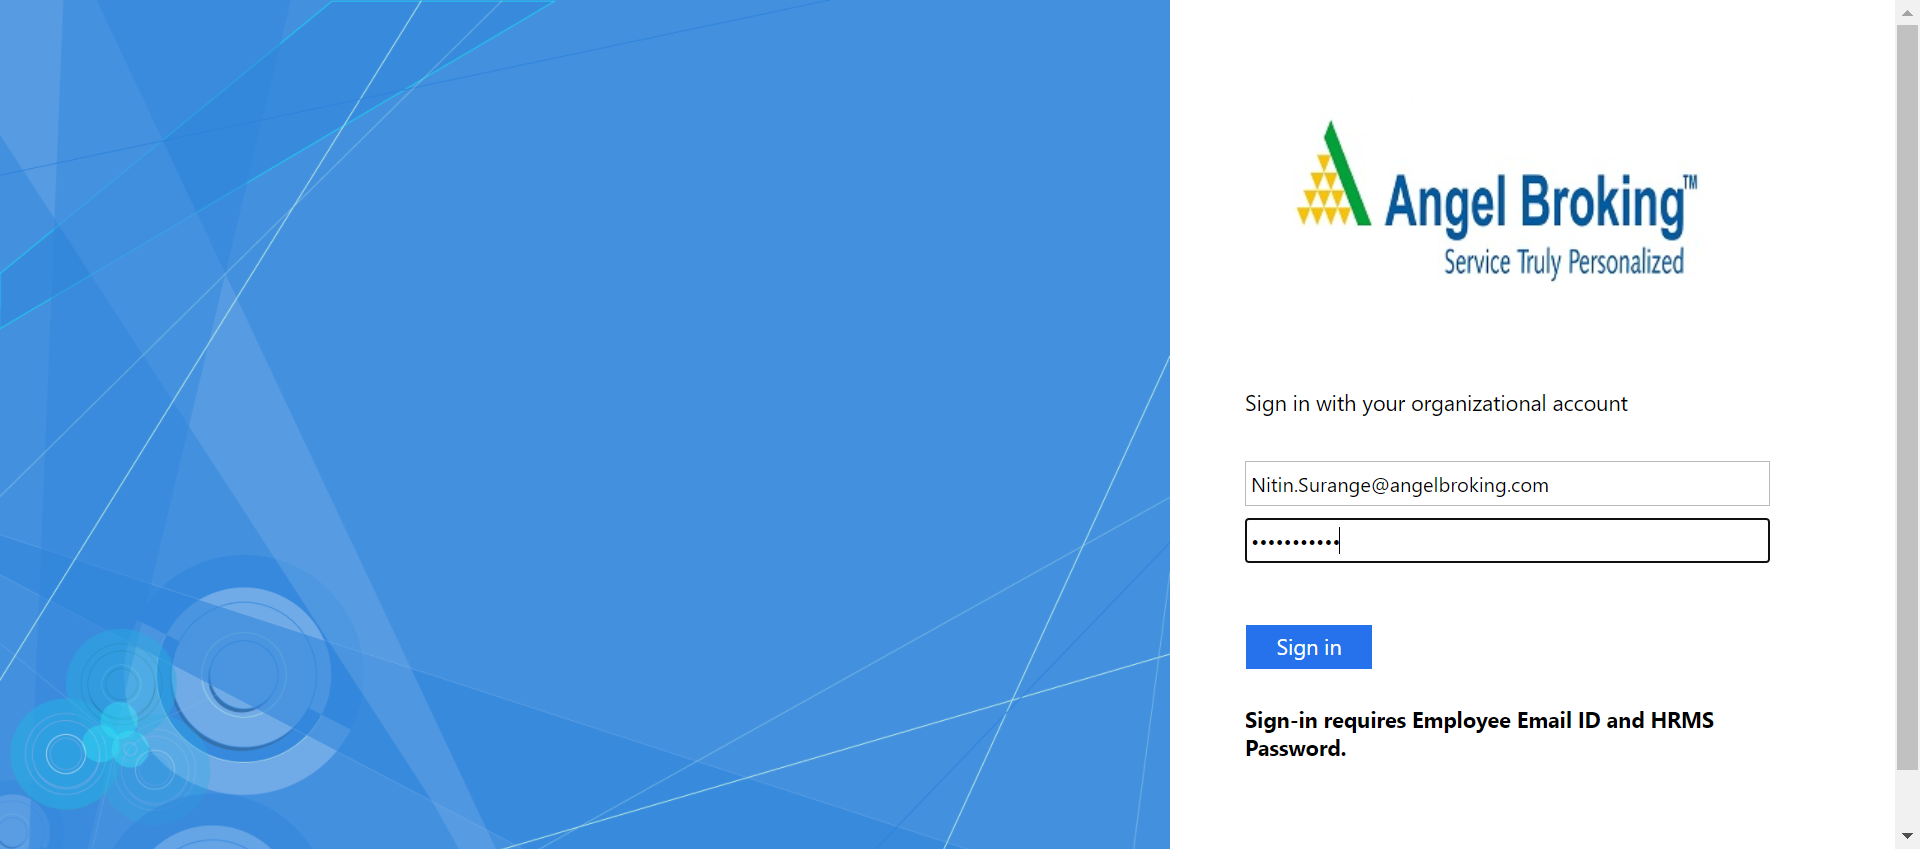 Angel Broking™
Service Truly Personalized
Sign in with your organizational account
Nitin.Surange@angelbroking.com
•••••••••••
Sign in
Sign-in requires Employee Email ID and HRMS
Password.